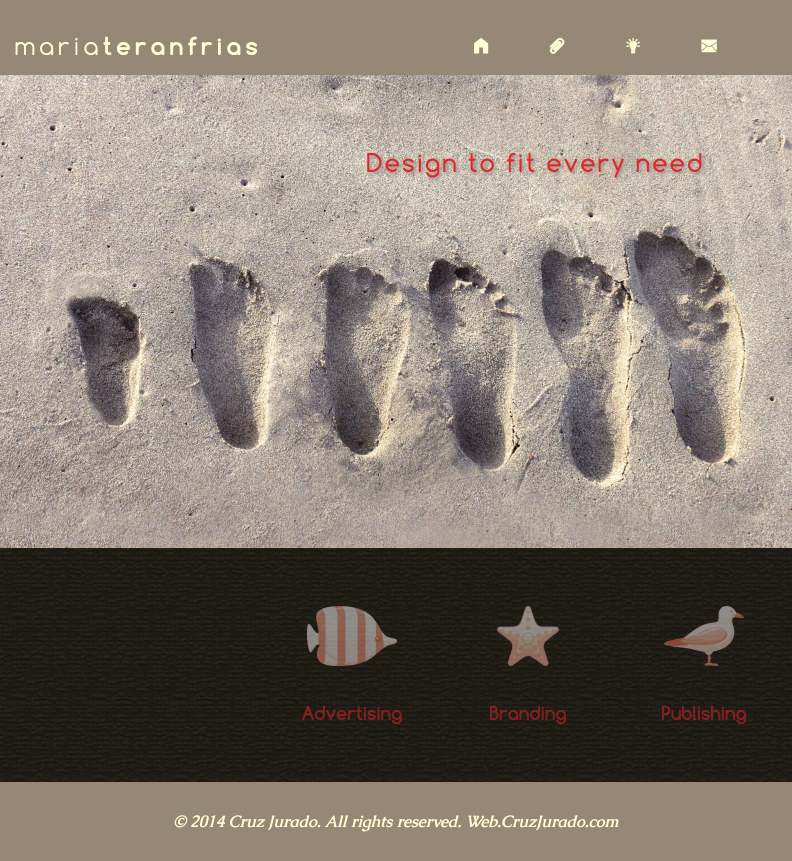 mariateranfrias
Design to fit every need
Advertising
Branding
Publishing
© 2014 Cruz Jurado. All rights reserved. Web.CruzJurado.com